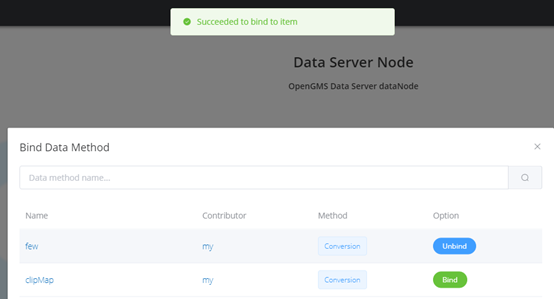 Succeeded to bind to item
Data Server Node
OpenGMS Data Server dataNode
Bind Data Method
Data method name...
Name Contributor Method Option
few my Conversion Unbind
clipMap my Conversion Bind